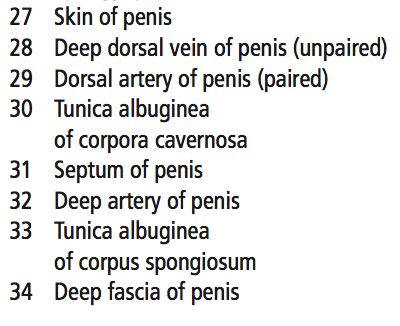 27 Skin of penis
28 Deep dorsal vein of penis (unpaired)
29 Dorsal artery of penis (paired)
30 Tunica albuginea
of corpora cavernosa
31 Septum of penis
32 Deep artery of penis
33 Tunica albuginea
of corpus spongiosum
34 Deep fascia of penis